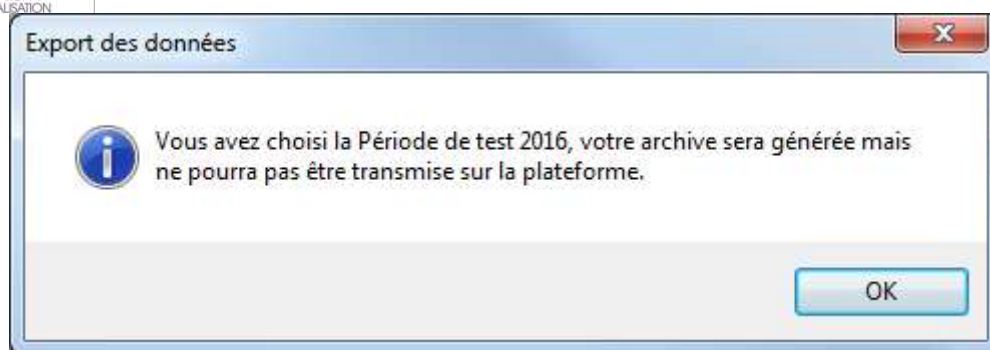 Export des données
Vous avez choisi la Période de test 2016, votre archive sera générée mais
ne pourra pas être transmise sur la plateforme.
OK